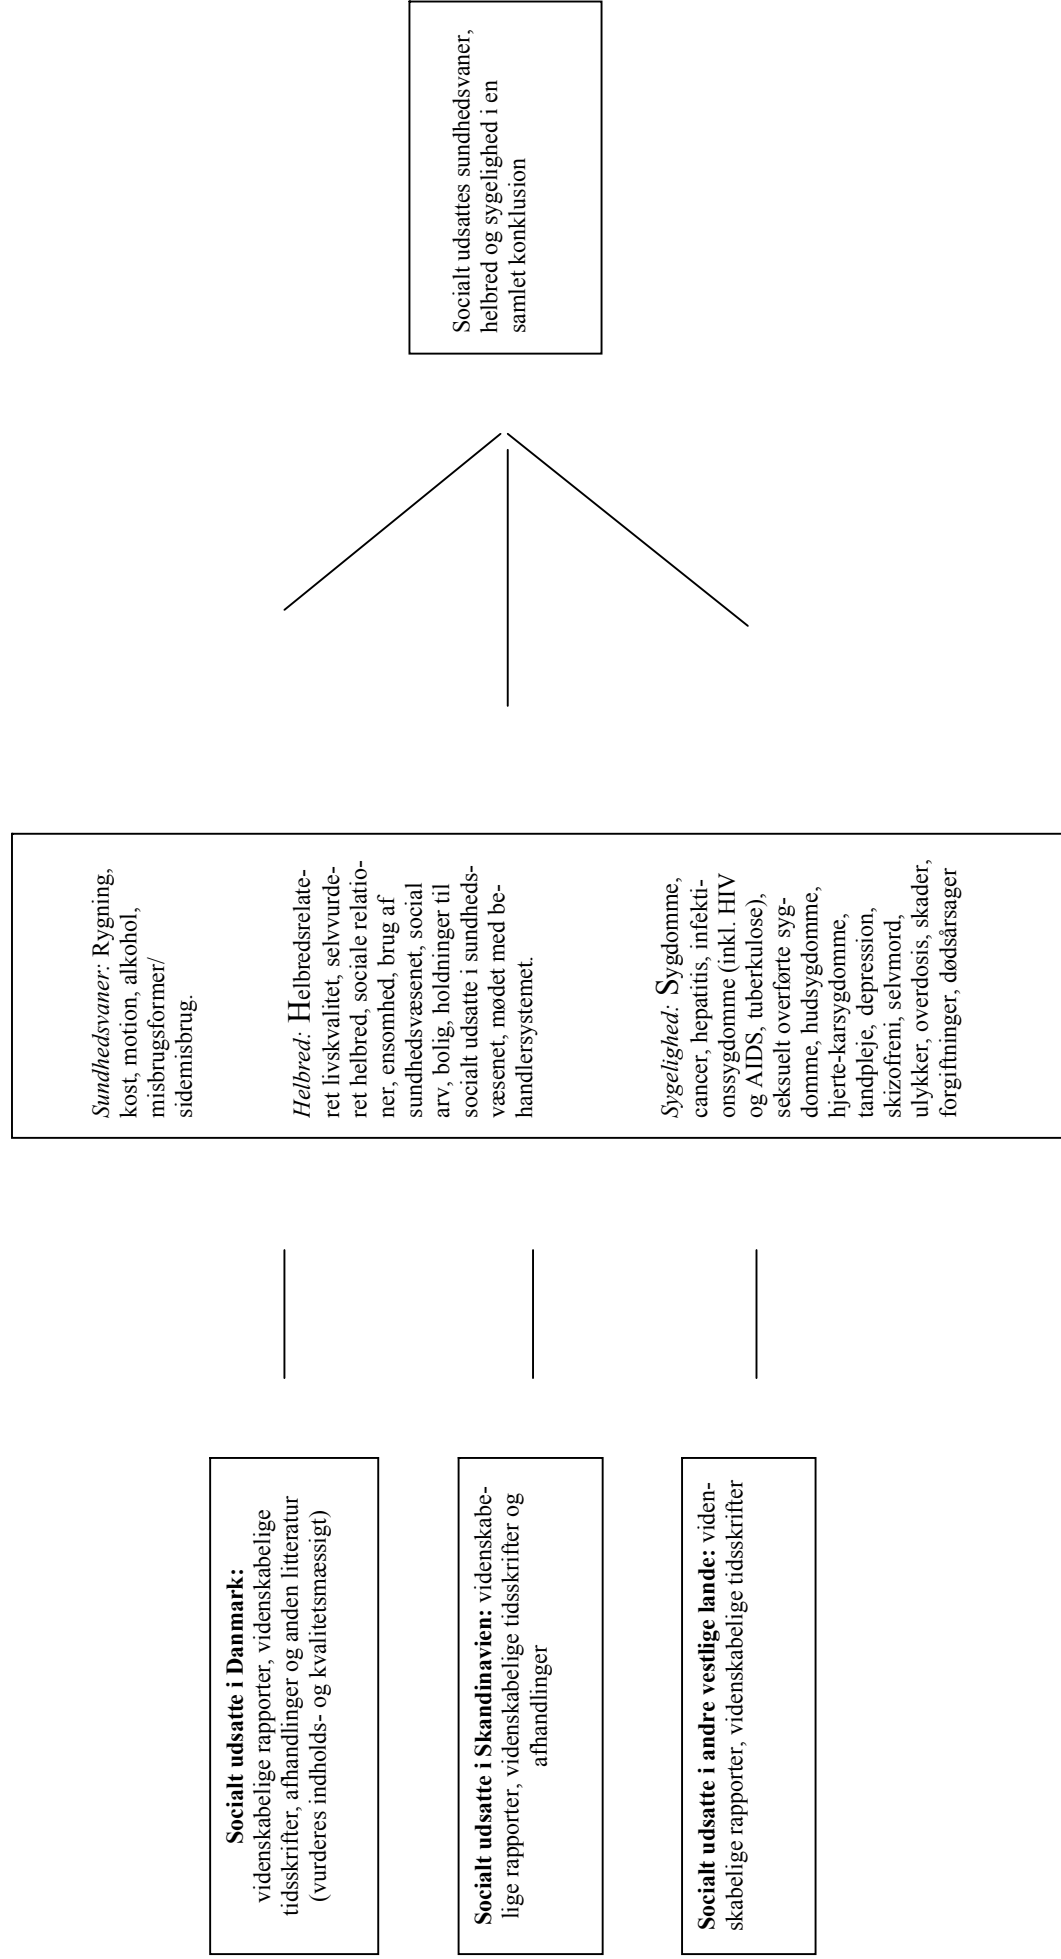 Socialt udsatte i Danmark:
videnskabelige rapporter, videnskabelige
tidsskrifter, afhandlinger og anden litteratur
(vurderes indholds- og kvalitetsmæssigt)
Socialt udsatte i Skandinavien: videnskabe-
lige rapporter, videnskabelige tidsskrifter og
afhandlinger
Socialt udsatte i andre vestlige lande: viden-
skabelige rapporter, videnskabelige tidsskrifter
Sundhedsvaner: Rygning,
kost, motion, alkohol,
misbrugsformer/
sidemisbrug.
Helbred: Helbredsrelate-
ret livskvalitet, selvvurde-
ret helbred, sociale relatio-
ner, ensomhed, brug af
sundhedsvæsenet, social
arv, bolig, holdninger til
socialt udsatte i sundheds-
væsenet, mødet med be-
handlersystemet.
Sygelighed: Sygdomme,
cancer, hepatitis, infekti-
onssygdomme (inkl. HIV
og AIDS, tuberkulose),
seksuelt overførte syg-
domme, hudsygdomme,
hjerte-karsygdomme,
tandpleje, depression,
skizofreni, selvmord,
ulykker, overdosis, skader,
forgiftninger, dødsårsager
Socialt udsattes sundhedsvaner,
helbred og sygelighed i en
samlet konklusion